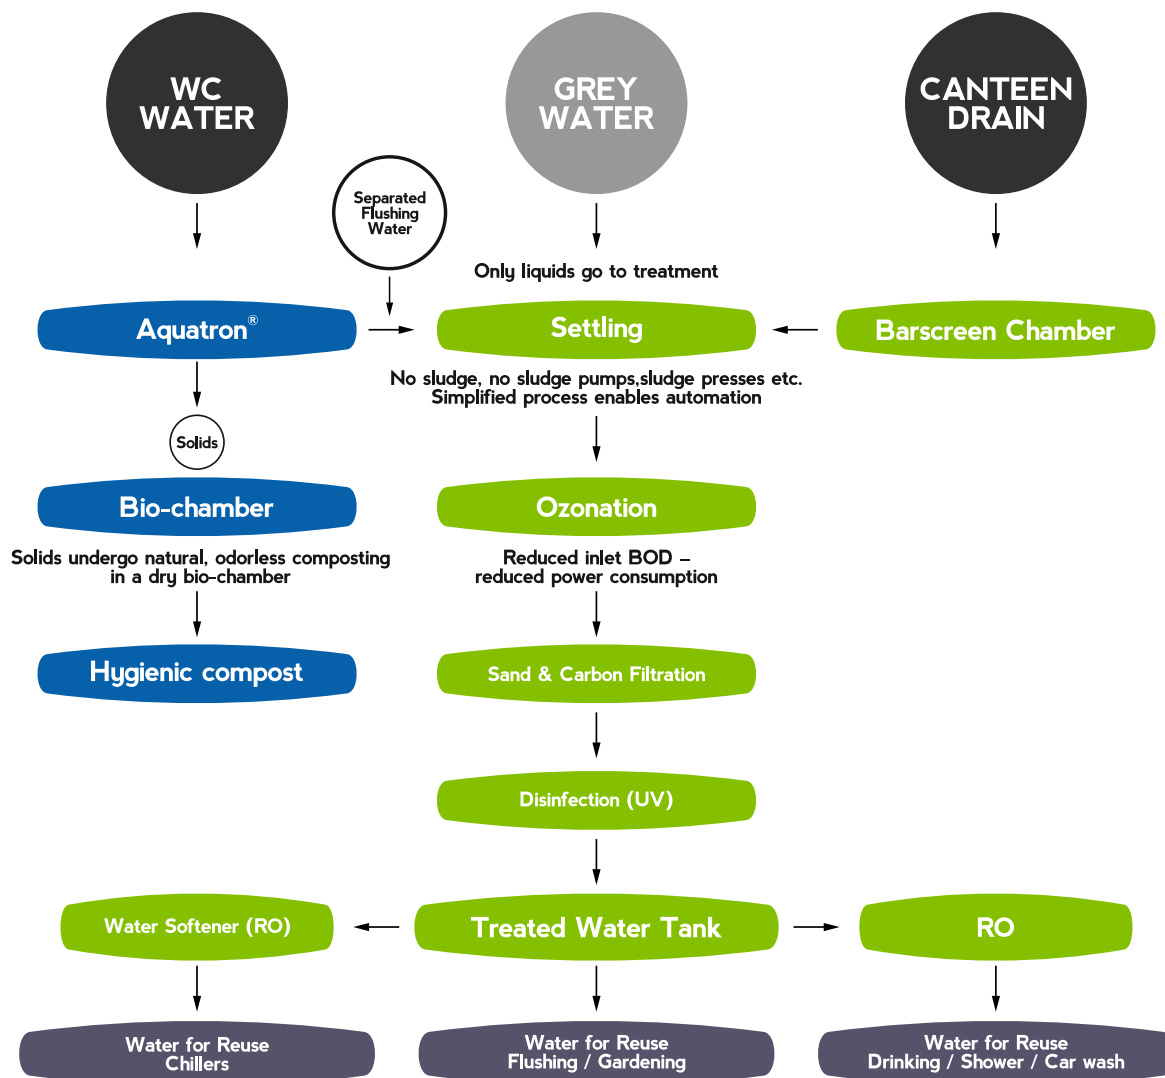 WC
WATER
GREY
WATER
CANTEEN
DRAIN
Separated
Flushing
Water
Only liquids go to treatment
Aquatron®
Settling
Barscreen Chamber
No sludge, no sludge pumps,sludge presses etc.
Simplified process enables automation
Solids
Bio-chamber
Ozonation
Solids undergo natural, odorless composting
in a dry bio-chamber
Reduced inlet BOD –
reduced power consumption
Hygienic compost
Sand & Carbon Filtration
Disinfection (UV)
Water Softener (RO)
Treated Water Tank
RO
Water for Reuse
Chillers
Water for Reuse
Flushing / Gardening
Water for Reuse
Drinking / Shower / Car wash